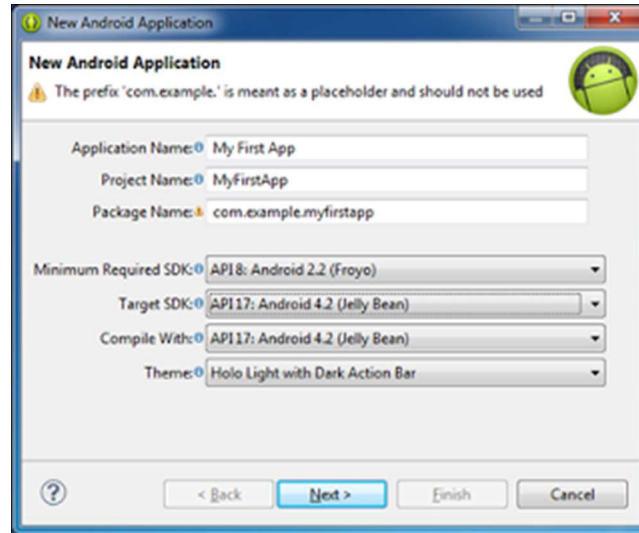 New Android Application
New Android Application
The prefix 'com.example.' is meant as a placeholder and should not be used
Application Name: My First App
Project Name: MyFirstApp
Package Name: com.example.myfirstapp
Minimum Required SDK: API 8: Android 2.2 (Froyo)
Target SDK: API 17: Android 4.2 (Jelly Bean)
Compile With: API 17: Android 4.2 (Jelly Bean)
Theme: Holo Light with Dark Action Bar
? < Back Next > Finish Cancel